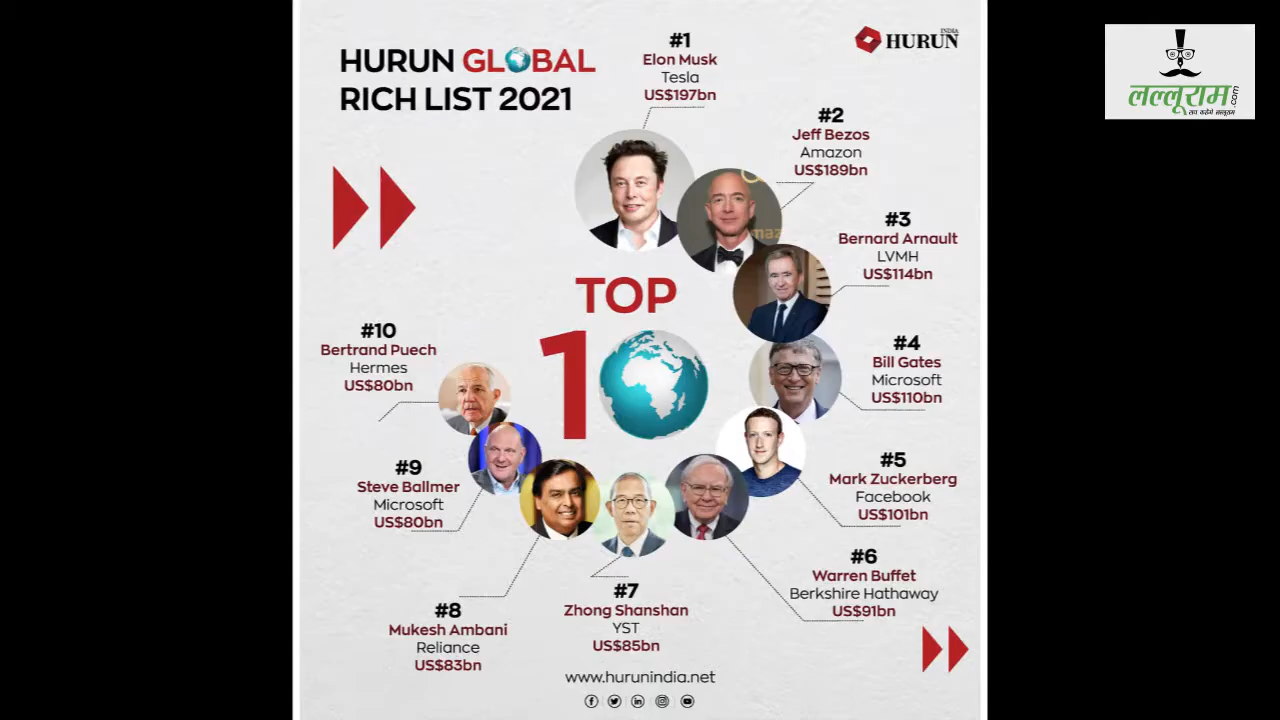 HURUN GLOBAL
RICH LIST 2021
INDIA
HURUN
लल्लूराम.com
#1
Elon Musk
Tesla
US$197bn
#2
Jeff Bezos
Amazon
US$189bn
#3
Bernard Arnault
LVMH
US$114bn
#4
Bill Gates
Microsoft
US$110bn
#5
Mark Zuckerberg
Facebook
US$101bn
#6
Warren Buffet
Berkshire Hathaway
US$91bn
#7
Zhong Shanshan
YST
US$85bn
#8
Mukesh Ambani
Reliance
US$83bn
#9
Steve Ballmer
Microsoft
US$80bn
#10
Bertrand Puech
Hermes
US$80bn
TOP
10
www.hurunindia.net